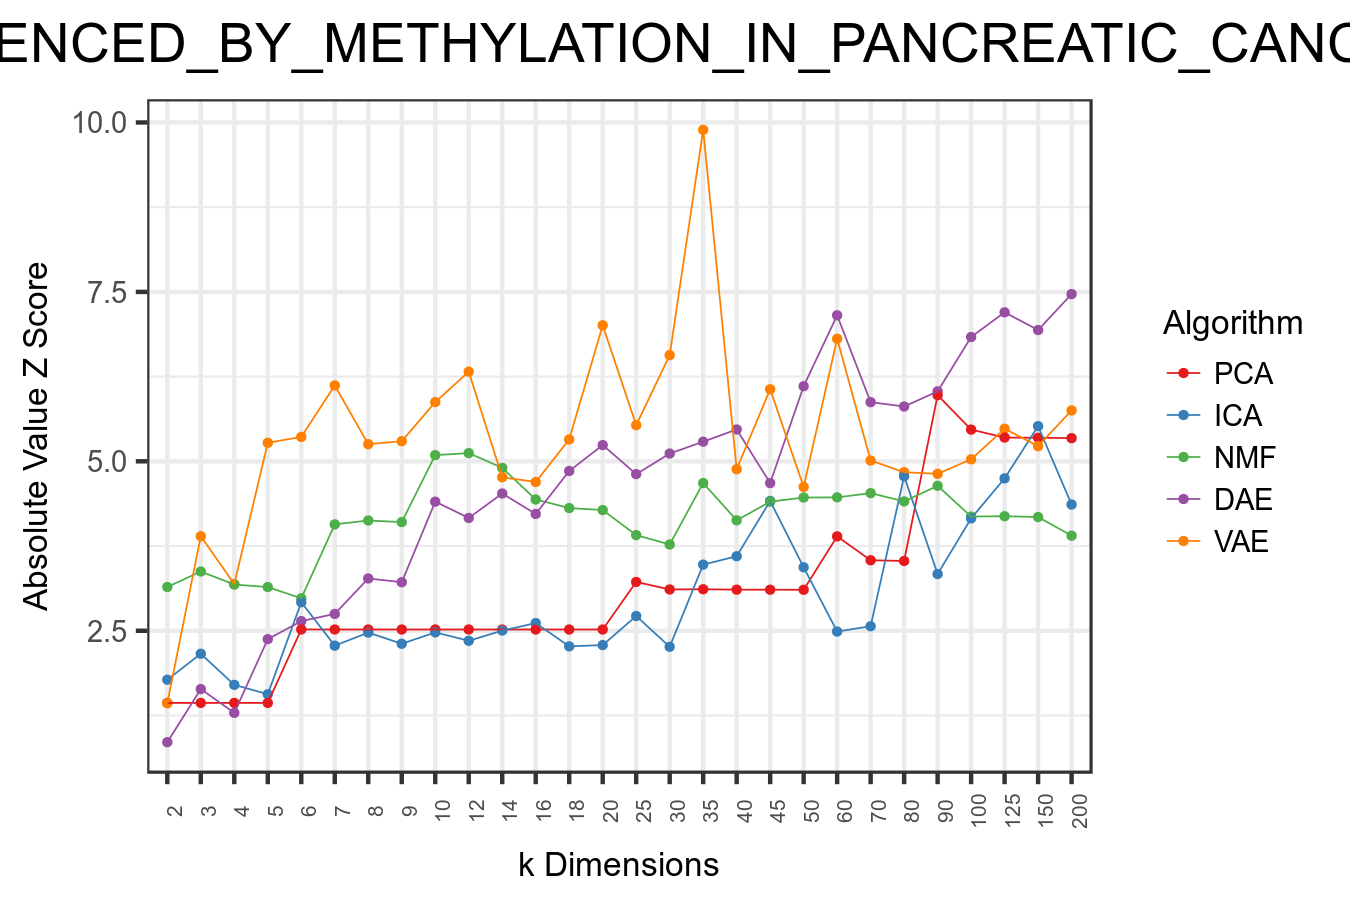 ENCED_BY_METHYLATION_IN_PANCREATIC_CANC
10.0
7.5
5.0
2.5
Absolute Value Z Score
2 3 4 5 6 7 8 9 10 12 14 16 18 20 25 30 35 40 45 50 60 70 80 90 100 125 150 200
k Dimensions
Algorithm
PCA
ICA
NMF
DAE
VAE